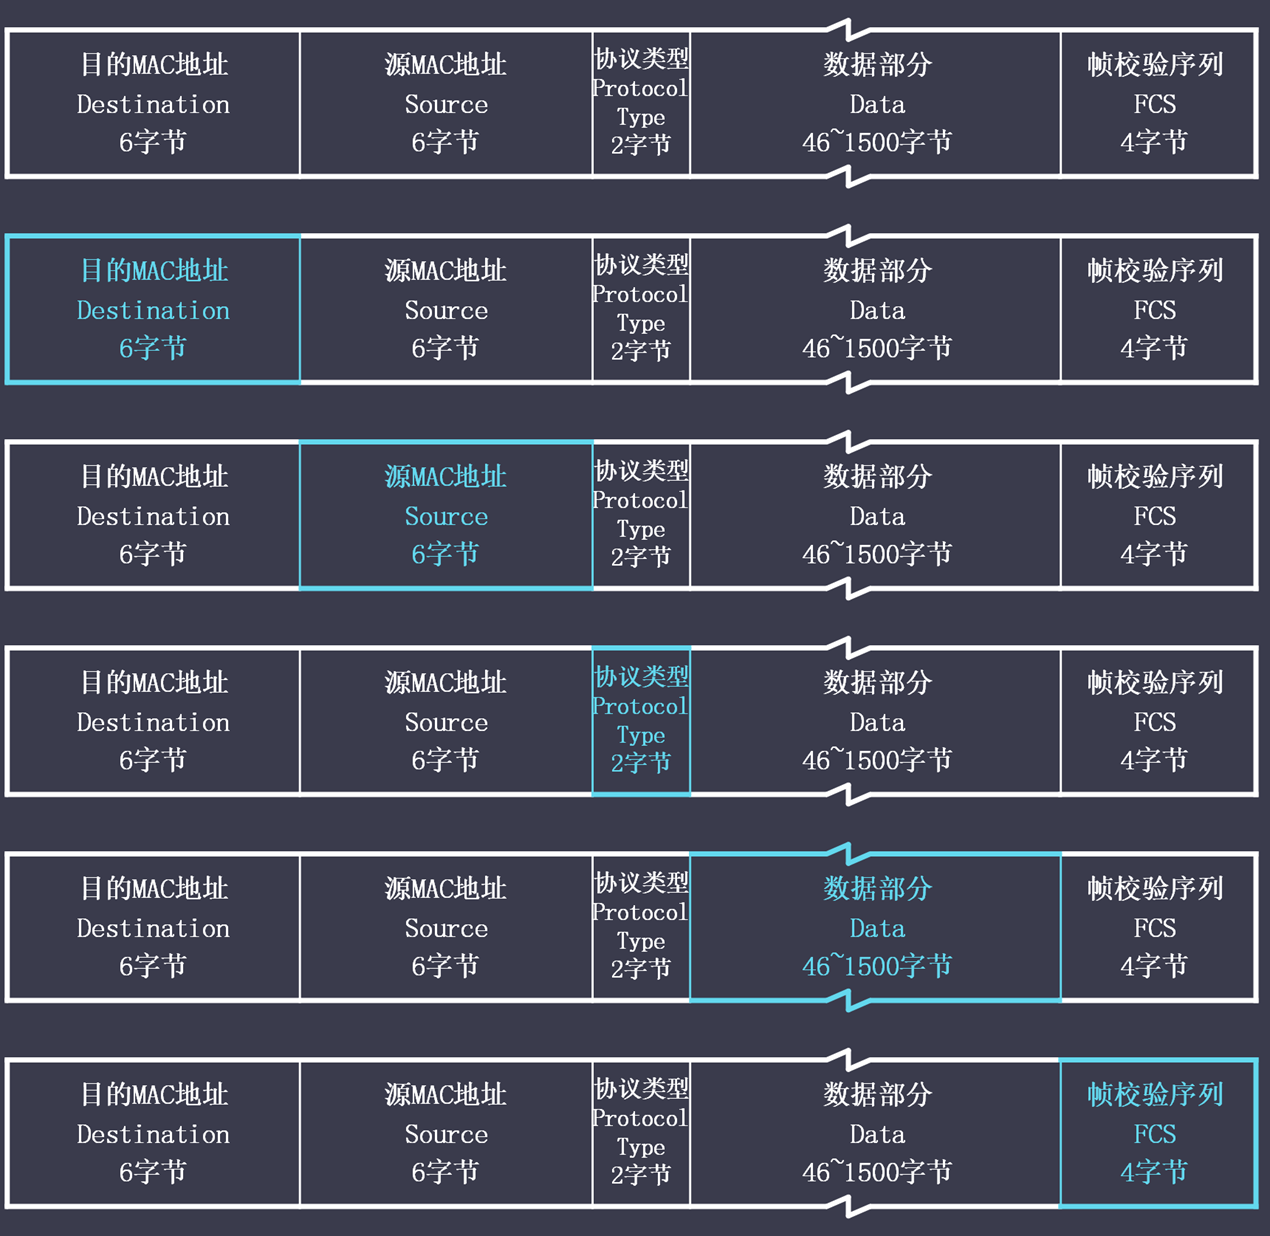 目的MAC地址
Destination
6字节
源MAC地址
Source
6字节
协议类型
Protocol
Type
2字节
数据部分
Data
46~1500字节
帧校验序列
FCS
4字节
目的MAC地址
Destination
6字节
源MAC地址
Source
6字节
协议类型
Protocol
Type
2字节
数据部分
Data
46~1500字节
帧校验序列
FCS
4字节
目的MAC地址
Destination
6字节
源MAC地址
Source
6字节
协议类型
Protocol
Type
2字节
数据部分
Data
46~1500字节
帧校验序列
FCS
4字节
目的MAC地址
Destination
6字节
源MAC地址
Source
6字节
协议类型
Protocol
Type
2字节
数据部分
Data
46~1500字节
帧校验序列
FCS
4字节
目的MAC地址
Destination
6字节
源MAC地址
Source
6字节
协议类型
Protocol
Type
2字节
数据部分
Data
46~1500字节
帧校验序列
FCS
4字节
目的MAC地址
Destination
6字节
源MAC地址
Source
6字节
协议类型
Protocol
Type
2字节
数据部分
Data
46~1500字节
帧校验序列
FCS
4字节